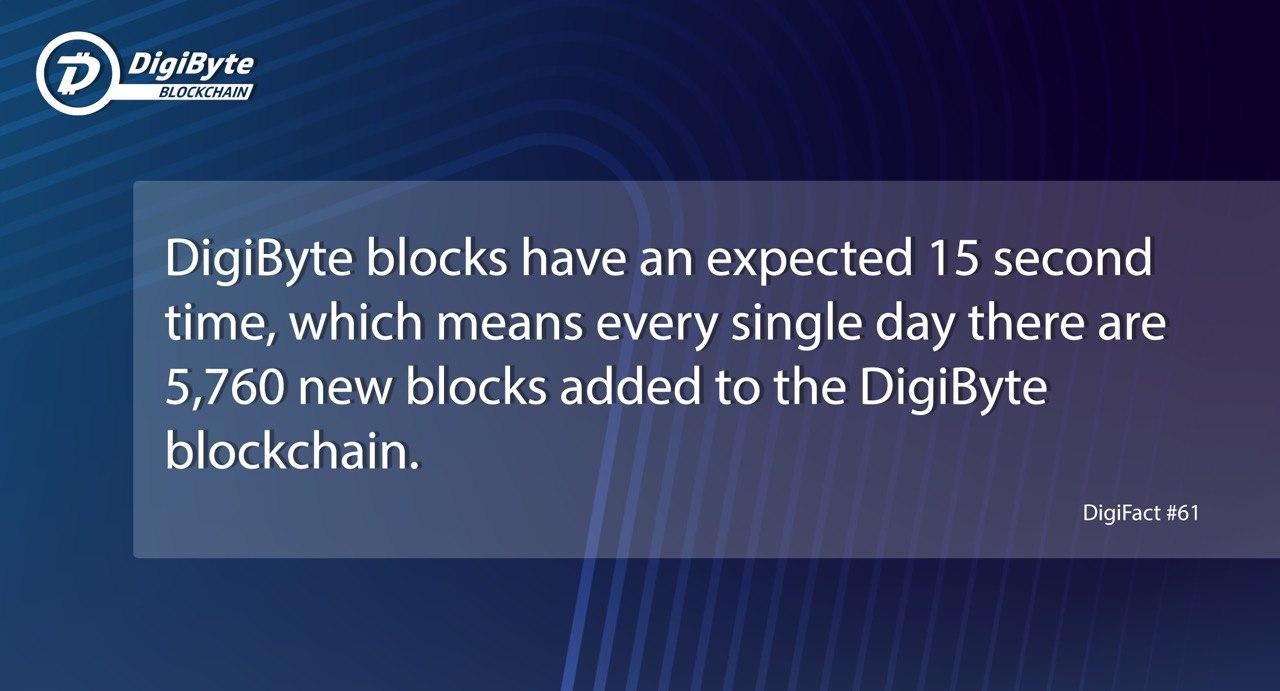 DigiByte
BLOCKCHAIN
DigiByte blocks have an expected 15 second
time, which means every single day there are
5,760 new blocks added to the DigiByte
blockchain.
DigiFact #61